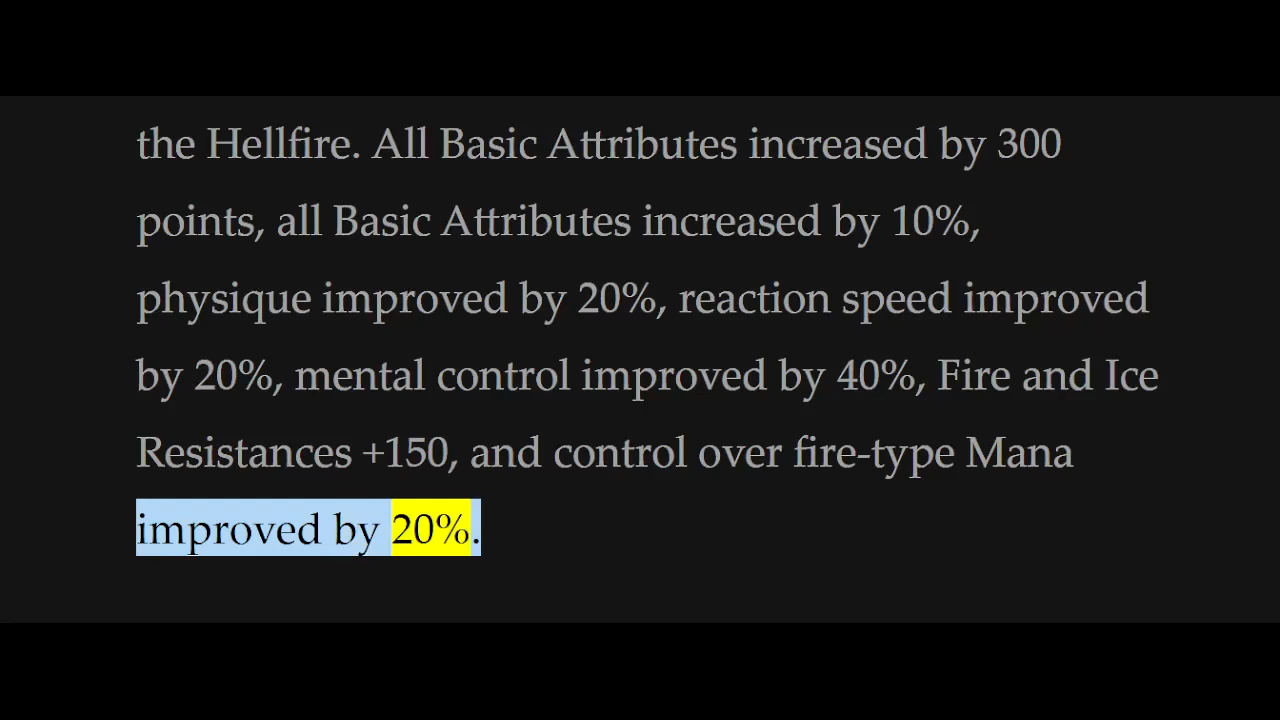 the Hellfire. All Basic Attributes increased by 300
points, all Basic Attributes increased by 10%,
physique improved by 20%, reaction speed improved
by 20%, mental control improved by 40%, Fire and Ice
Resistances +150, and control over fire-type Mana
improved by 20%.